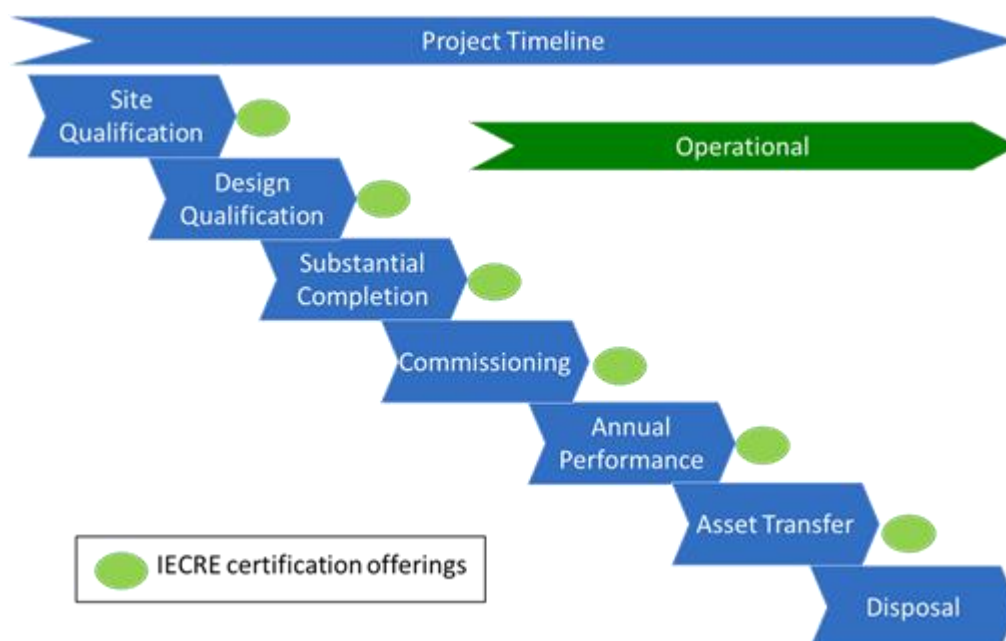 Project Timeline
Site
Qualification
Operational
Design
Qualification
Substantial
Completion
Commissioning
Annual
Performance
Asset Transfer
IECRE certification offerings
Disposal